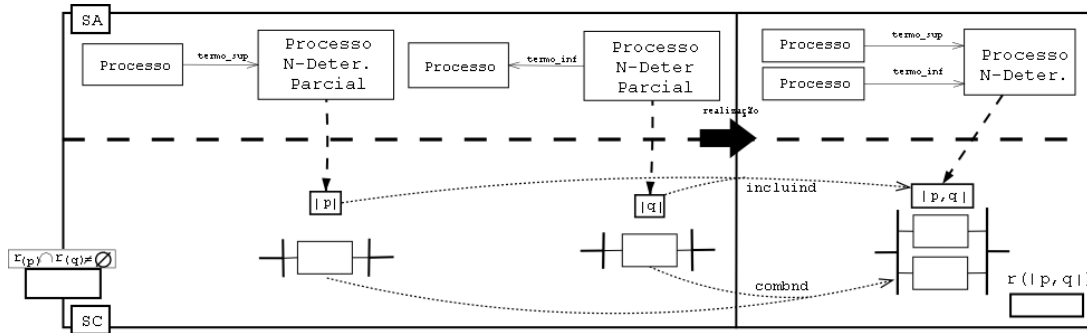 SA
Processo
termo_sup
Processo
N-Deter.
Parcial
Processo
termo_inf
Processo
N-Deter
Parcial
Processo
termo_sup
Processo
termo_inf
Processo
N-Deter.
realização
|p|
|q|
incluind
|p,q|
r(p)∩r(q)≠∅
combnd
r(|p,q|)
SC